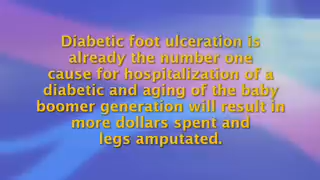 Diabetic foot ulceration is
already the number one
cause for hospitalization of a
diabetic and aging of the baby
boomer generation will result in
more dollars spent and
legs amputated.